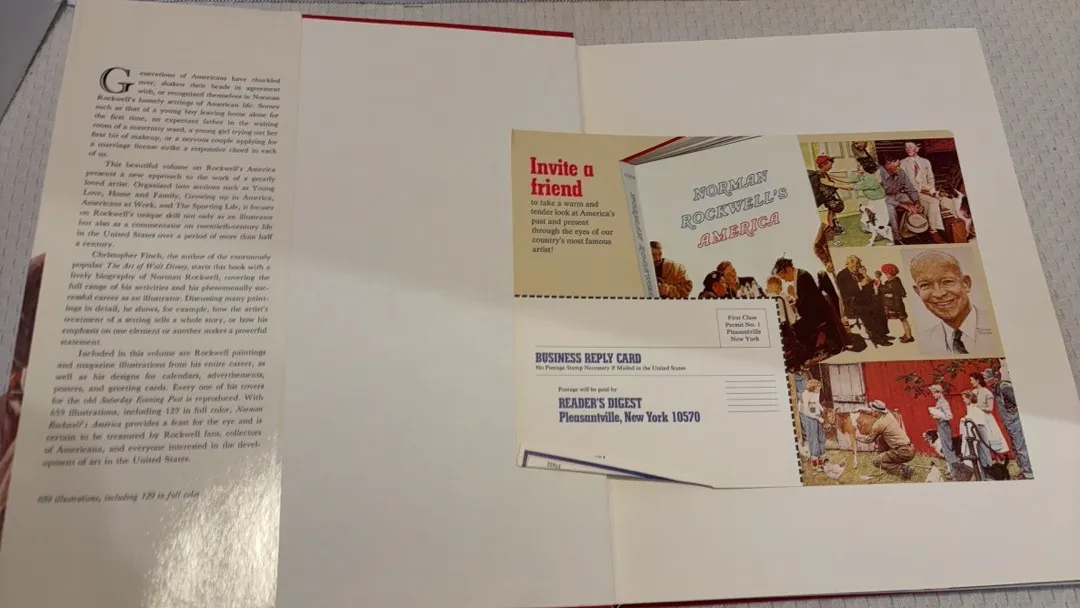 Generations of Americans have chuckled
over, shaken their heads in agreement
with, or recognized themselves in Norman
Rockwell's homely settings of American life. Scenes
such as that of a young boy leaving home alone for
the first time, an expectant father in the waiting
room of a maternity ward, a young girl trying out her
first bit of makeup, or a nervous couple applying for
a marriage license strike a responsive chord in each
of us.
This beautiful volume on Rockwell's America
presents a new approach to the work of a greatly
loved artist. Organized into sections such as Young
Love, Home and Family, Growing up in America,
Americans at Work, and The Sporting Life, it focuses
on Rockwell's unique skill not only as an illustrator
but also as a commentator on twentieth-century life
in the United States over a period of more than half
a century.
Christopher Finch, the author of the enormously
popular The Art of Walt Disney, starts this book with a
lively biography of Norman Rockwell, covering the
full range of his activities and his phenomenally suc-
cessful career as an illustrator. Discussing many paint-
ings in detail, he shows, for example, how the artist's
treatment of a setting tells a whole story, or how his
emphasis on one element or another makes a powerful
statement.
Included in this volume are Rockwell paintings
and magazine illustrations from his entire career, as
well as his designs for calendars, advertisements,
posters, and greeting cards. Every one of his covers
for the old Saturday Evening Post is reproduced. With
659 illustrations, including 129 in full color, Norman
Rockwell's America provides a feast for the eye and is
certain to be treasured by Rockwell fans, collectors
of Americana, and everyone interested in the devel-
opment of art in the United States.
659 illustrations, including 129 in full color
Invite a
friend
to take a warm and
tender look at America's
past and present
through the eyes of our
country's most famous
artist!
NORMAN
ROCKWELL'S
AMERICA
First Class
Permit No. 1
Pleasantville
New York
BUSINESS REPLY CARD
No Postage Stamp Necessary if Mailed in the United States
Postage will be paid by
READER'S DIGEST
Pleasantville, New York 10570